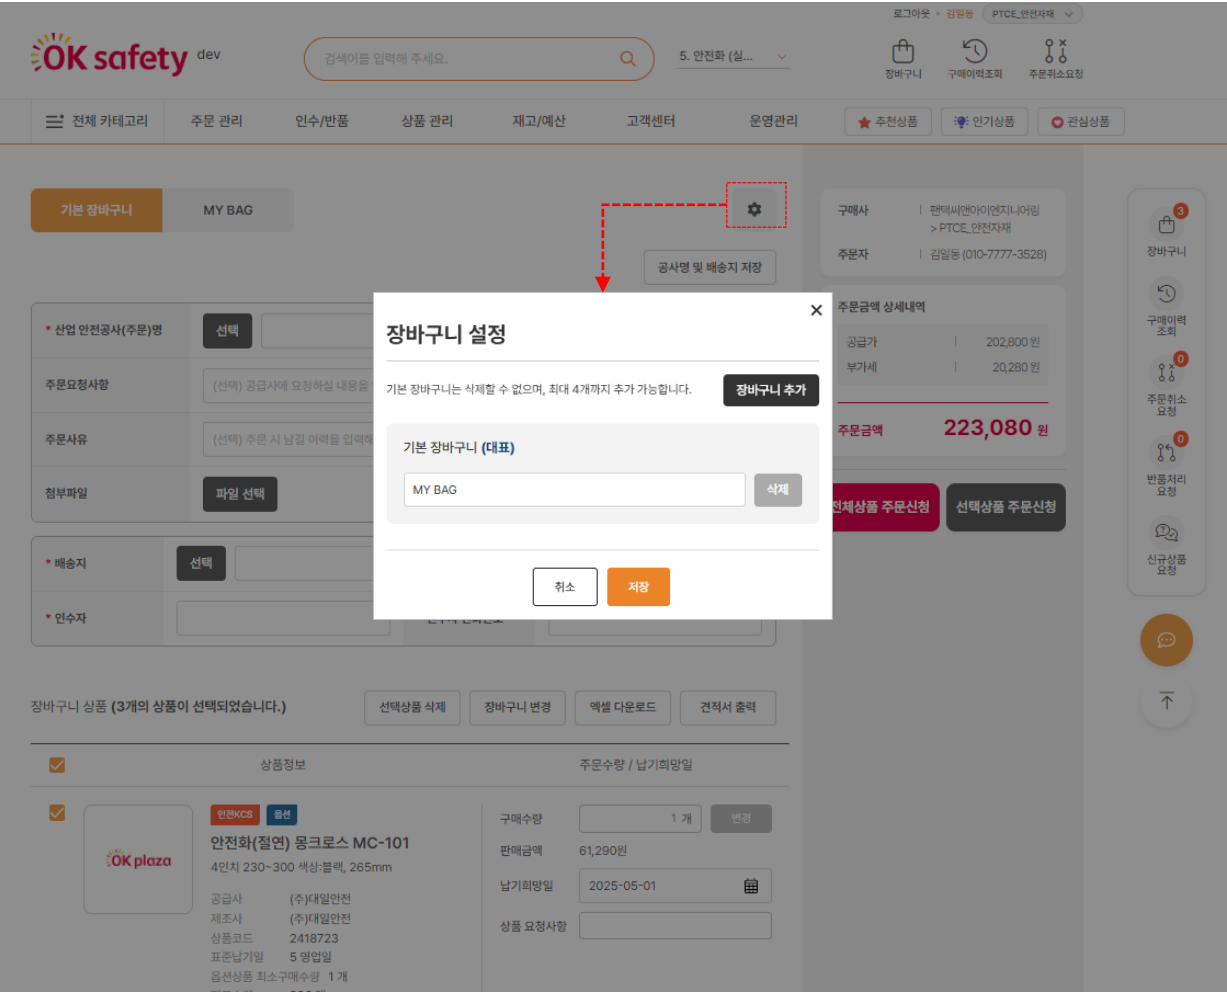 로그아웃 • 김일동 PTCE_안전자재
OK safety dev
검색어를 입력해 주세요.
5. 안전화 (실...
장바구니 구매이력조회 주문취소요청
전체 카테고리 주문 관리 인수/반품 상품 관리 재고/예산 고객센터 운영관리 추천상품 인기상품 관심상품
기본 장바구니 MY BAG
공사명 및 배송지 저장
* 산업 안전공사(주문)명 선택
주문요청사항 (선택) 공급사에 요청하실 내용을
주문사유 (선택) 주문 시 남길 이력을 입력해
첨부파일 파일 선택
* 배송지 선택
* 인수자
장바구니 설정
기본 장바구니는 삭제할 수 없으며, 최대 4개까지 추가 가능합니다. 장바구니 추가
기본 장바구니 (대표)
MY BAG 삭제
취소 저장
구매사 팬택씨앤아이엔지니어링
> PTCE_안전자재
주문자 김일동 (010-7777-3528)
주문금액 상세내역
공급가 202,800 원
부가세 20,280 원
주문금액 223,080 원
전체상품 주문신청 선택상품 주문신청
3
장바구니
구매이력
조회
0
주문취소
요청
0
반품처리
요청
신규상품
요청
장바구니 상품 (3개의 상품이 선택되었습니다.) 선택상품 삭제 장바구니 변경 엑셀 다운로드 견적서 출력
상품정보 주문수량 / 납기희망일
OK plaza
안전KCS 옵션
안전화(절연) 몽크로스 MC-101
4인치 230~300 색상:블랙, 265mm
공급사 (주)대일안전
제조사 (주)대일안전
상품코드 2418723
표준납기일 5 영업일
옵션상품 최소구매수량 1 개
구매수량 1 개 변경
판매금액 61,290원
납기희망일 2025-05-01
상품 요청사항